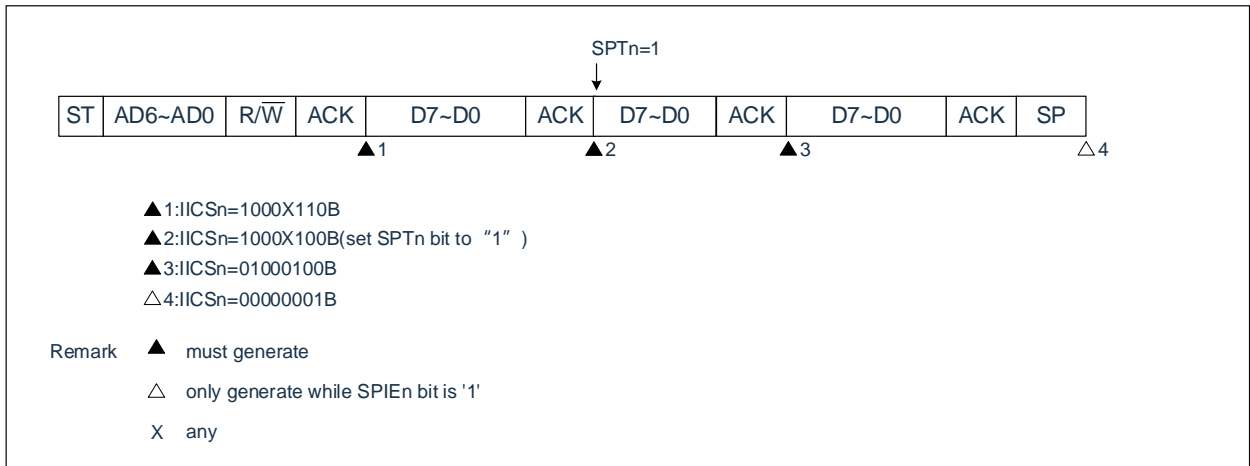 SPTn=1
ST AD6~AD0 R/W̅ ACK D7~D0 ACK D7~D0 ACK D7~D0 ACK SP
▲1 ▲2 ▲3 △4
▲1:IICSn=1000X110B
▲2:IICSn=1000X100B(set SPTn bit to “1” )
▲3:IICSn=01000100B
△4:IICSn=00000001B
Remark ▲ must generate
△ only generate while SPIEn bit is '1'
X any